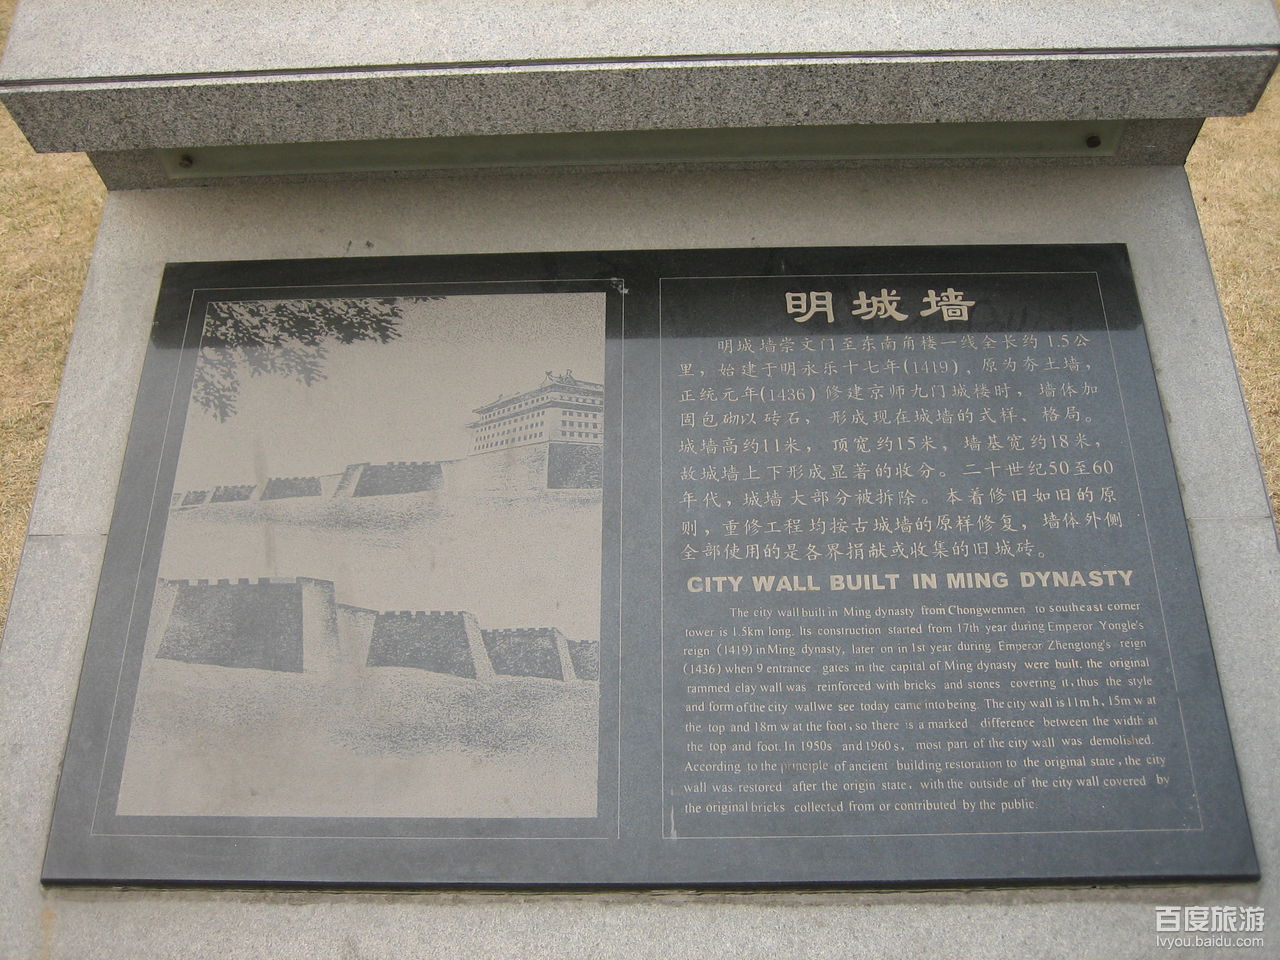 明城墙
明城墙崇文门至东南角楼一线全长约1.5公
里，始建于明永乐十七年(1419)、原为夯土墙，
正统元年(1436)修建京师九门城楼时，墙体加
固包砌以砖石，形成现在城墙的式样、格局。
城墙高约11米，顶宽约15米，墙基宽约18米，
故城墙上下形成显著的收分。二十世纪50至60
年代，城墙大部分被拆除。本着修旧如旧的原
则，重修工程均按古城墙的原样修复，墙体外侧
全部使用的是各界捐献或收集的旧城砖。
CITY WALL BUILT IN MING DYNASTY
The city wall built in Ming dynasty from Chongwenmen to southeast corner
tower is 1.5km long. Its construction started from 17th year during Emperor Yongle's
reign (1419) in Ming dynasty, later on in 1st year during Emperor Zhengtong's reign
(1436) when 9 entrance gates in the capital of Ming dynasty were built, the original
rammed clay wall was reinforced with bricks and stones covering it, thus the style
and form of the city wallwe see today came into being. The city wall is 11m h, 15m w at
the top and 18m w at the foot, so there is a marked difference between the width at
the top and foot. In 1950s and 1960s, most part of the city wall was demolished.
According to the principle of ancient building restoration to the original state, the city
wall was restored after the origin state, with the outside of the city wall covered by
the original bricks collected from or contributed by the public.
百度旅游
lvyou.baidu.com